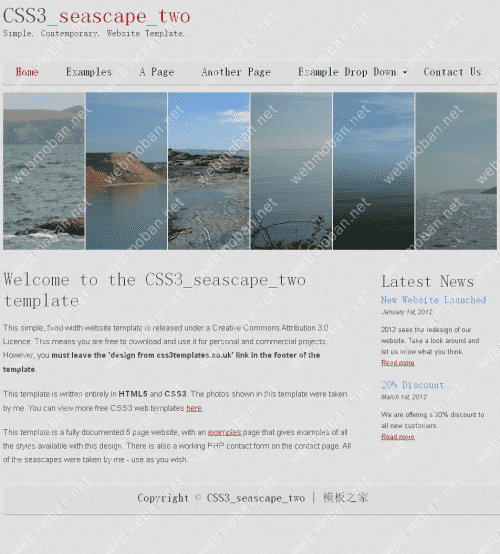 CSS3_seascape_two
Simple. Contemporary. Website Template.
Home Examples A Page Another Page Example Drop Down Contact Us
Welcome to the CSS3_seascape_two
template
This simple, fixed width website template is released under a Creative Commons Attribution 3.0
Licence. This means you are free to download and use it for personal and commercial projects.
However, you must leave the 'design from css3templates.co.uk' link in the footer of the
template.
This template is written entirely in HTML5 and CSS3. The photos shown in this template were taken
by me. You can view more free CSS3 web templates here.
This template is a fully documented 5 page website, with an examples page that gives examples of all
the styles available with this design. There is also a working PHP contact form on the contact page. All
of the seascapes were taken by me - use as you wish.
Latest News
New Website Launched
January 1st, 2012
2012 sees the redesign of our
website. Take a look around and
let us know what you think.
Read more
20% Discount
March 1st, 2012
We are offering a 20% discount to
all new customers.
Read more
Copyright © CSS3_seascape_two | 模板之家
webmoban.net